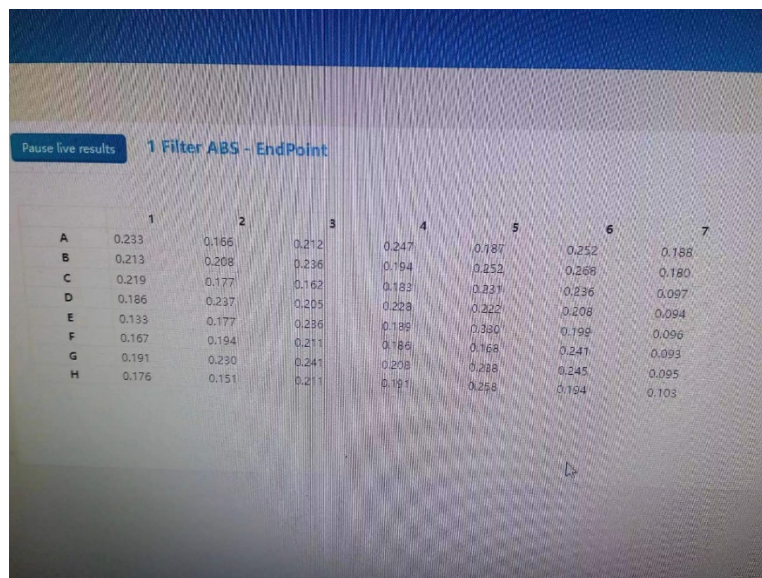 Pause live results 1 Filter ABS - EndPoint
1 2 3 4 5 6 7
A 0.233 0.166 0.212 0.247 0.187 0.252 0.188
B 0.213 0.208 0.236 0.194 0.252 0.268 0.180
C 0.219 0.177 0.162 0.183 0.231 0.236 0.097
D 0.186 0.237 0.205 0.228 0.222 0.208 0.094
E 0.133 0.177 0.236 0.189 0.380 0.199 0.096
F 0.167 0.194 0.211 0.186 0.168 0.241 0.093
G 0.191 0.230 0.241 0.208 0.245 0.095
H 0.176 0.151 0.211 0.191 0.258 0.194 0.103